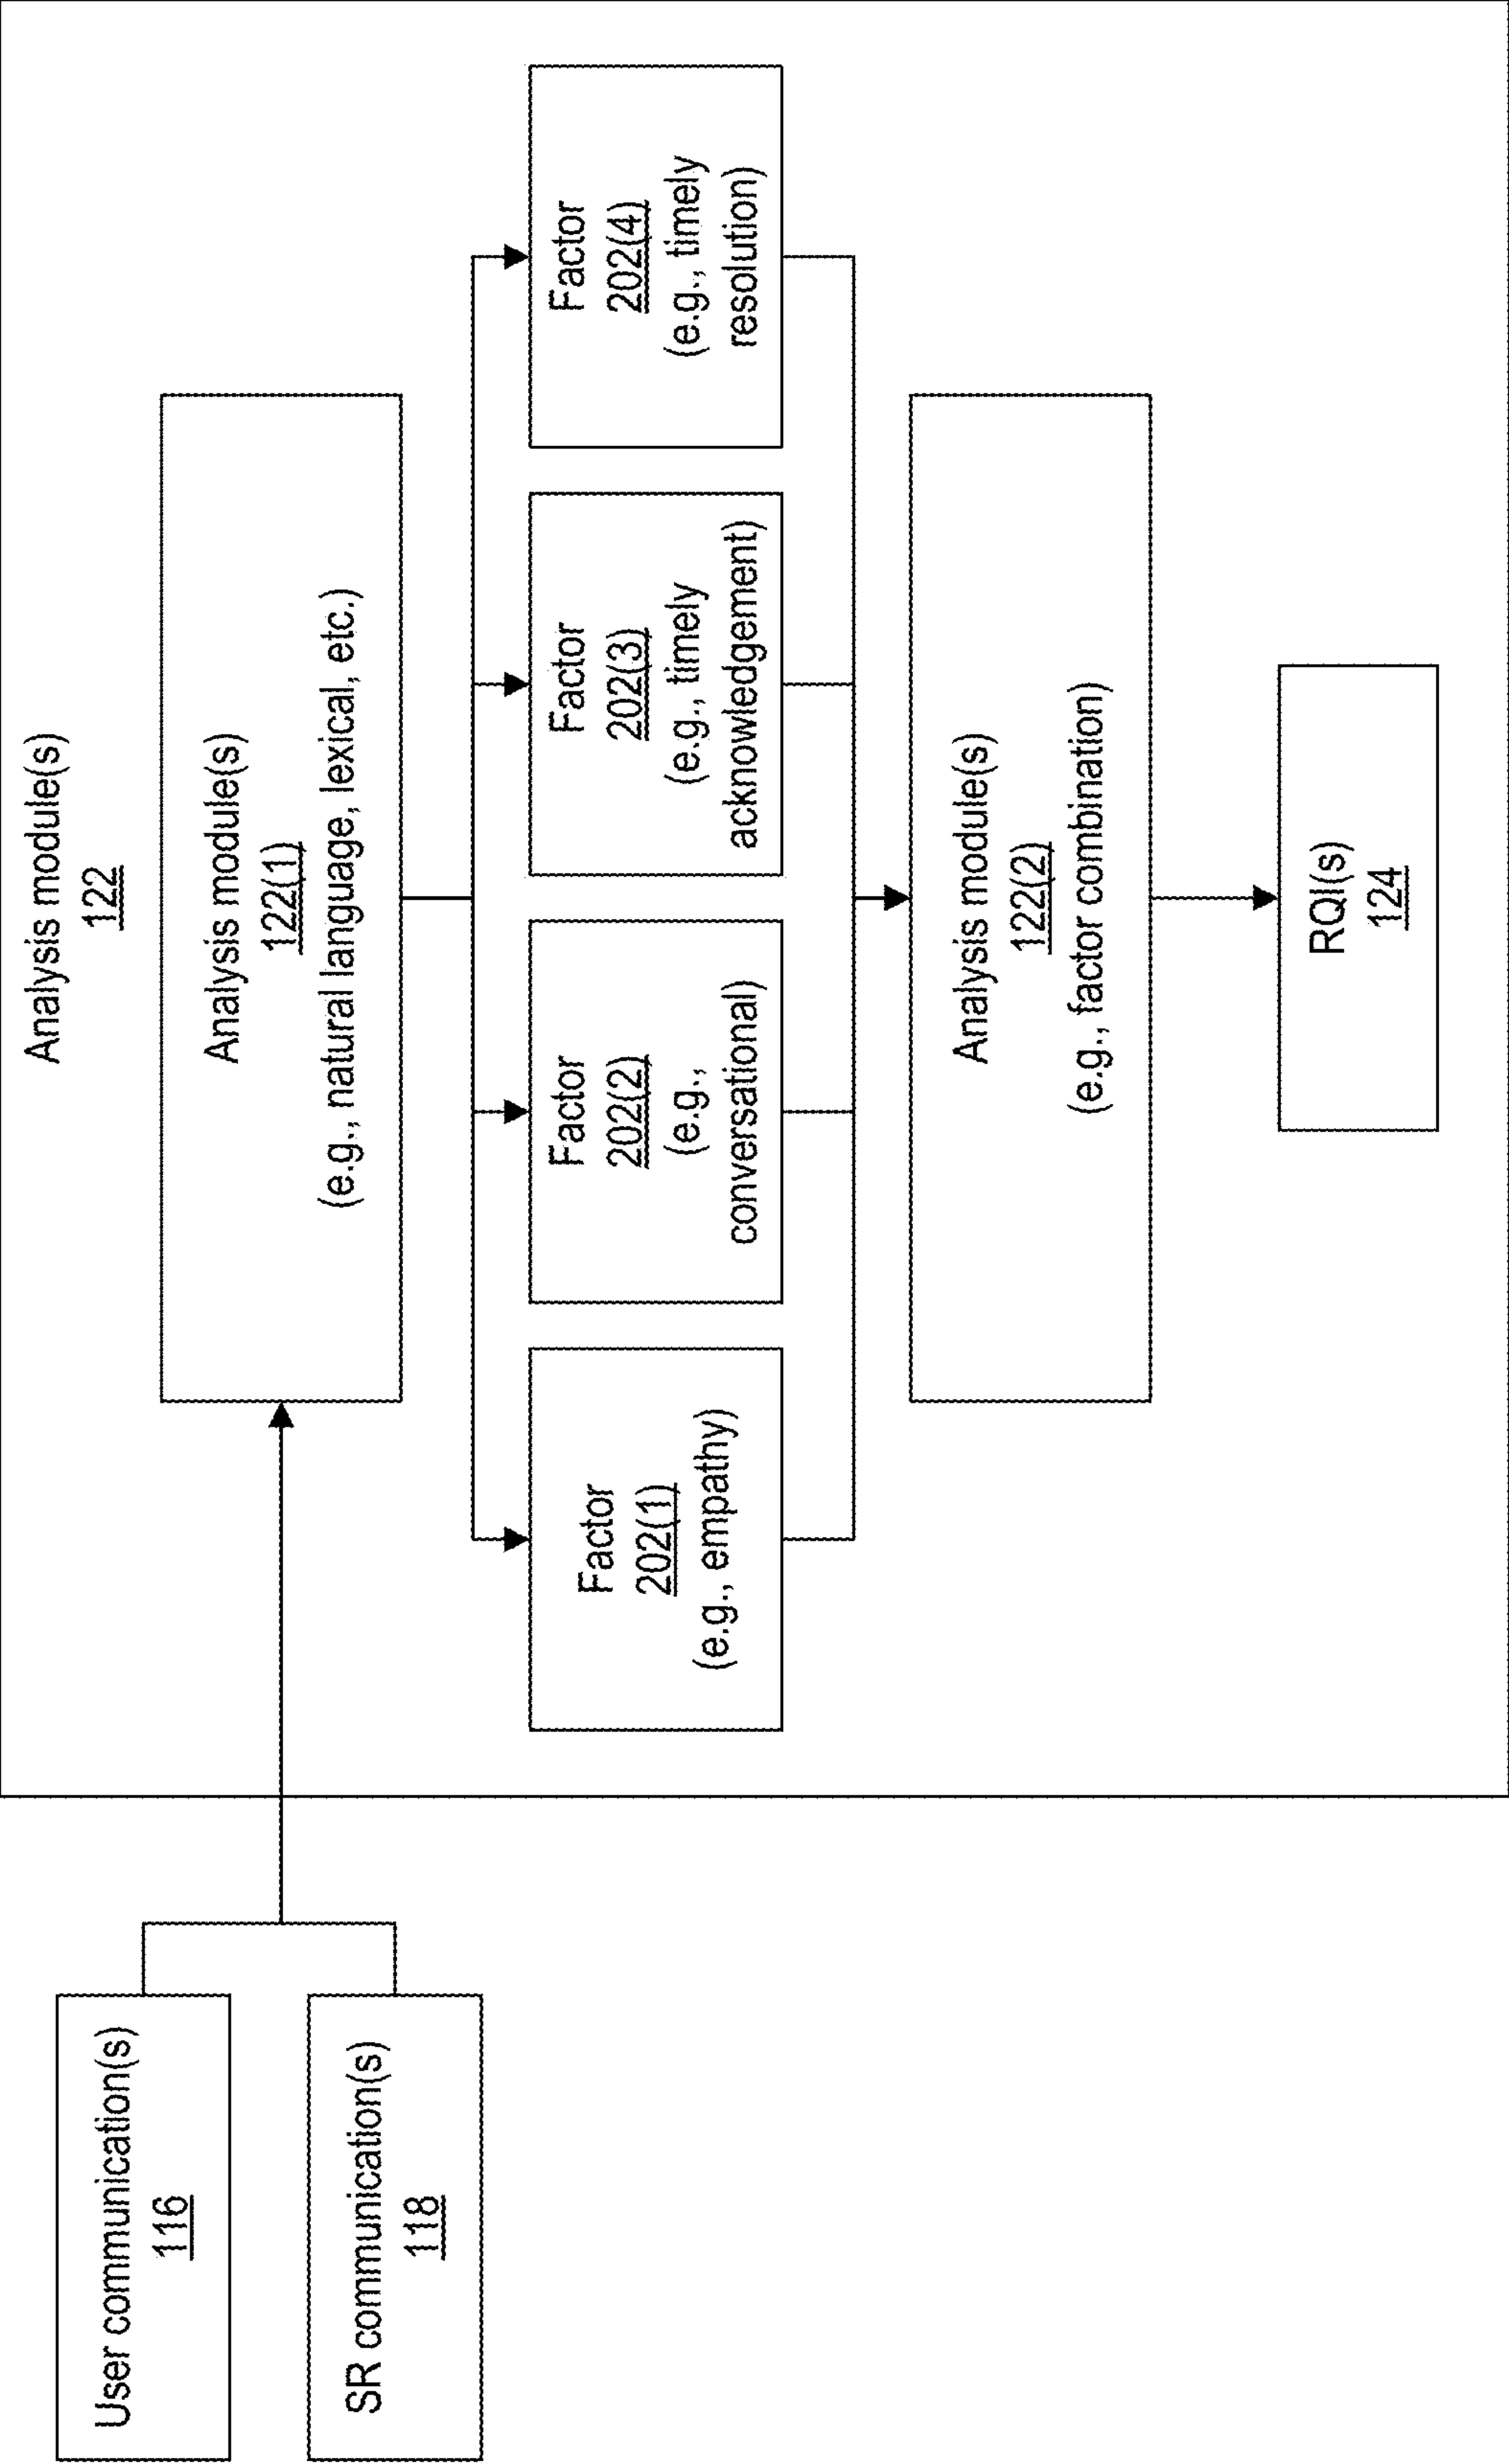 User communication(s)
116
SR communication(s)
118
Analysis module(s)
122
Analysis module(s)
122(1)
(e.g., natural language, lexical, etc.)
Factor
202(1)
(e.g., empathy)
Factor
202(2)
(e.g.,
conversational)
Factor
202(3)
(e.g., timely
acknowledgement)
Factor
202(4)
(e.g., timely
resolution)
Analysis module(s)
122(2)
(e.g., factor combination)
RQI(s)
124